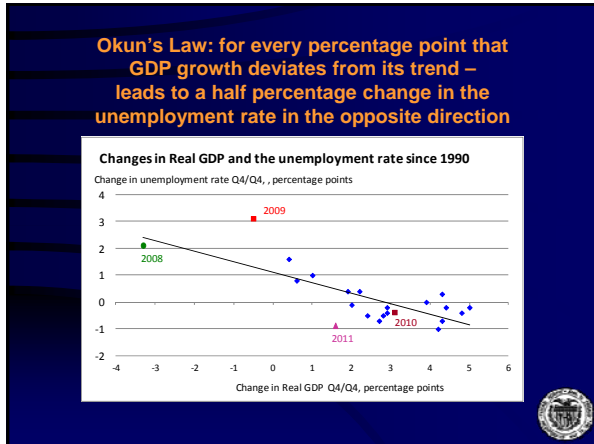 Okun's Law: for every percentage point that
GDP growth deviates from its trend –
leads to a half percentage change in the
unemployment rate in the opposite direction
Changes in Real GDP and the unemployment rate since 1990
Change in unemployment rate Q4/Q4, , percentage points
4
3
2
1
0
-1
-2
2009
2008
2010
2011
-4 -3 -2 -1 0 1 2 3 4 5 6
Change in Real GDP Q4/Q4, percentage points